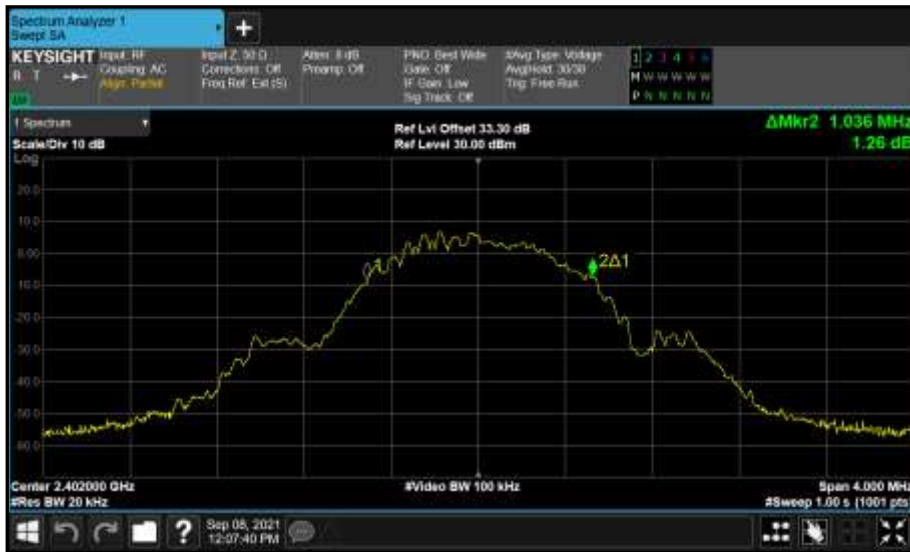 Spectrum Analyzer 1
Swept SA
+
KEYSIGHT
R T
Input: RF
Coupling: AC
Align: Partial
Input Z: 50 Ω
Corrections: Off
Freq Ref: Ext (S)
Atten: 8 dB
Preamp: Off
PNO: Best Wide
Gate: Off
IF Gain: Low
Sig Track: Off
#Avg Type: Voltage
Avg|Hold: 30/30
Trig: Free Run
1 2 3 4 5 6
M W W W W W
P N N N N N
1 Spectrum
Scale/Div 10 dB
Ref Lvl Offset 33.30 dB
Ref Level 30.00 dBm
ΔMkr2 1.036 MHz
1.26 dB
Log
20.0
10.0
0.00
-10.0
-20.0
-30.0
-40.0
-50.0
-60.0
2Δ1
Center 2.402000 GHz
#Res BW 20 kHz
#Video BW 100 kHz
Span 4.000 MHz
#Sweep 1.00 s (1001 pts)
?
Sep 08, 2021
12:07:40 PM